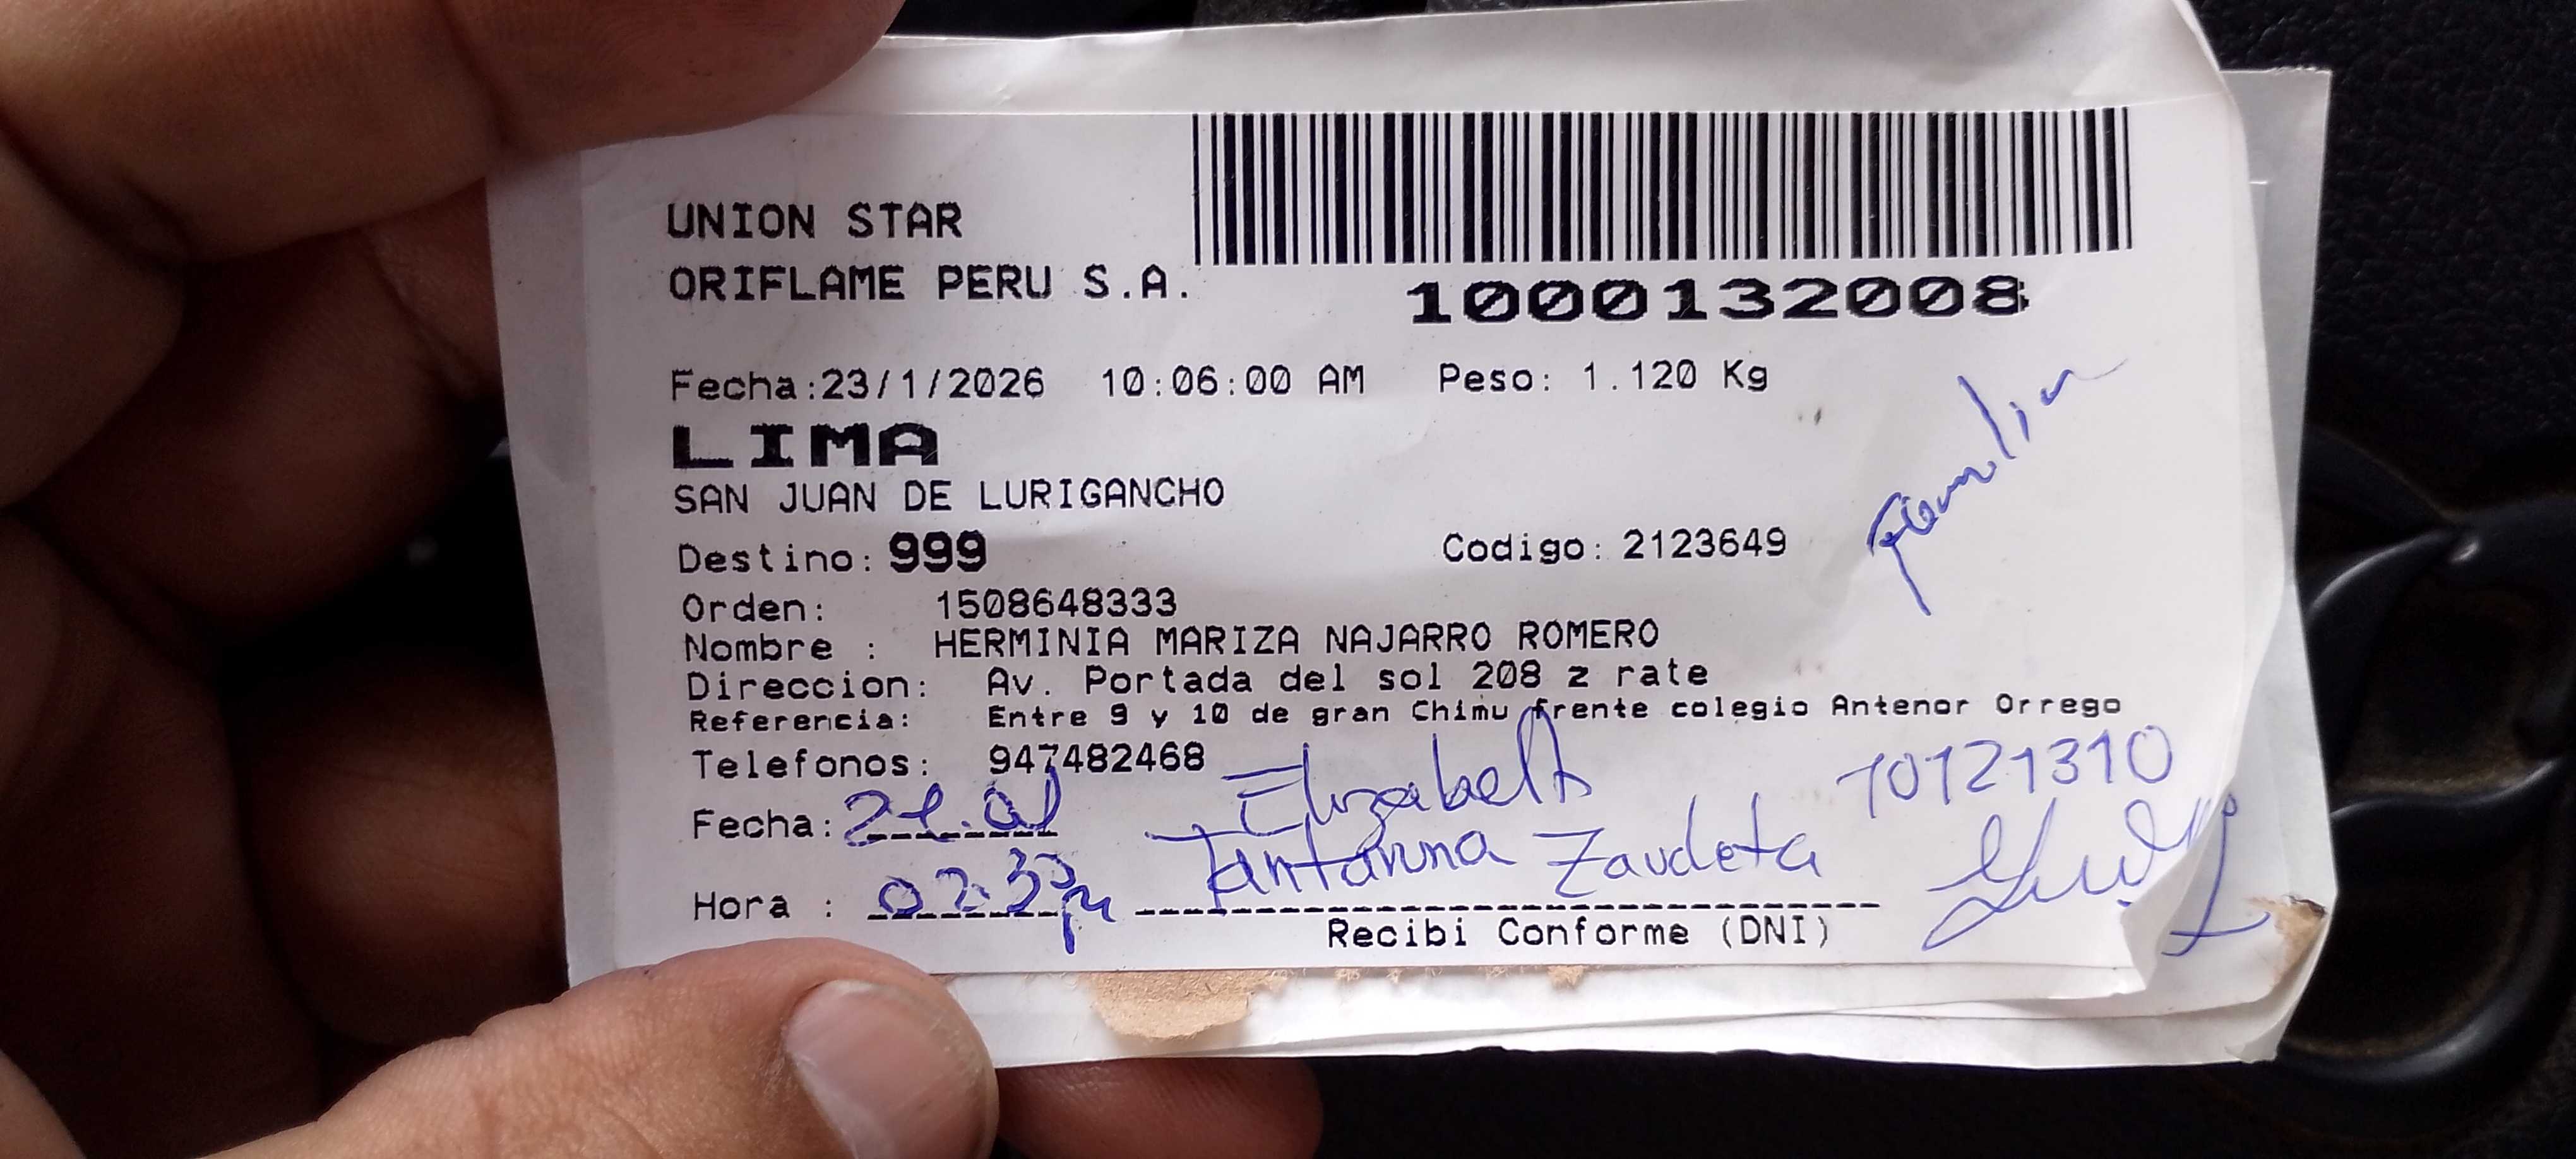 UNION STAR
ORIFLAME PERU S.A.
1000132008
Fecha:23/1/2026 10:06:00 AM Peso: 1.120 Kg
LIMA
SAN JUAN DE LURIGANCHO
Destino: 999 Codigo: 2123649
Orden: 1508648333
Nombre : HERMINIA MARIZA NAJARRO ROMERO
Direccion: Av. Portada del sol 208 z rate
Referencia: Entre 9 y 10 de gran Chimu frente colegio Antenor Orrego
Telefonos: 947482468
Elizabeth 70121310
Fecha:
Tantaruna Zaudeta
Hora :
Recibi Conforme (DNI)